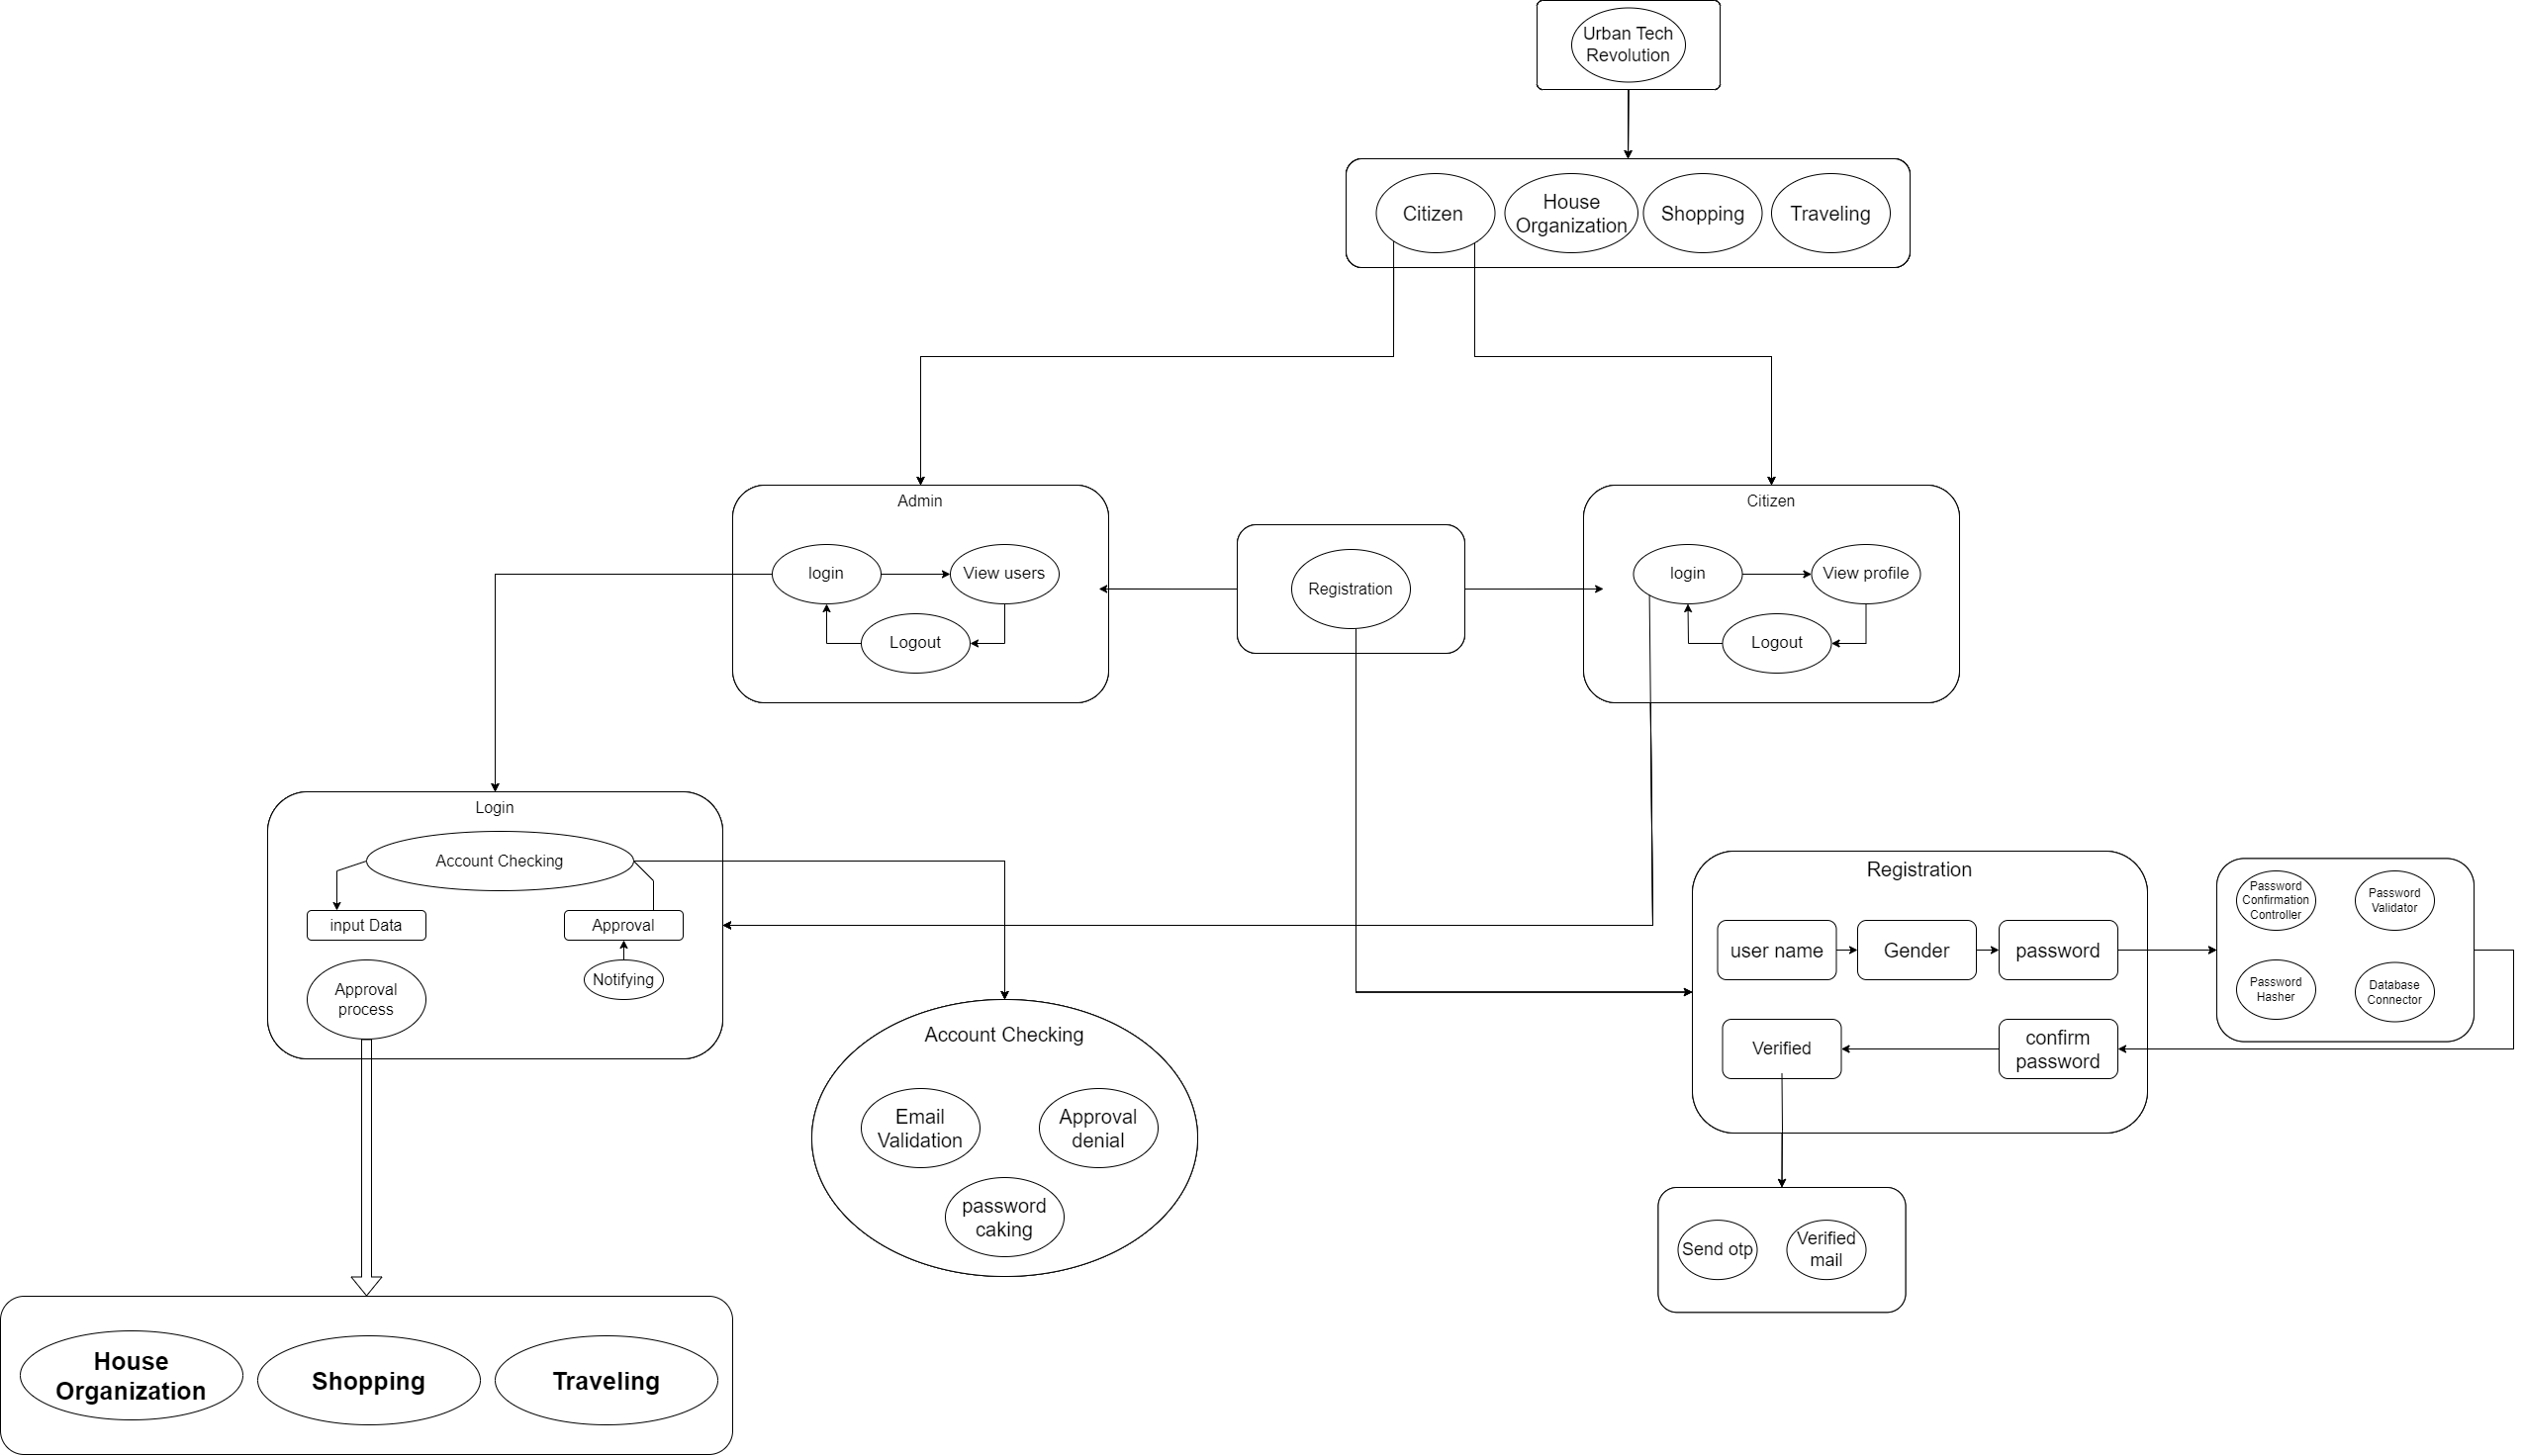 Urban Tech
Revolution
Citizen
House
Organization
Shopping
Traveling
Admin
login
View users
Logout
Registration
Citizen
login
View profile
Logout
Login
Account Checking
input Data
Approval
Notifying
Approval
process
Account Checking
Email
Validation
Approval
denial
password
caking
Registration
user name
Gender
password
Verified
confirm
password
Password
Confirmation
Controller
Password
Validator
Password
Hasher
Database
Connector
Send otp
Verified
mail
House
Organization
Shopping
Traveling